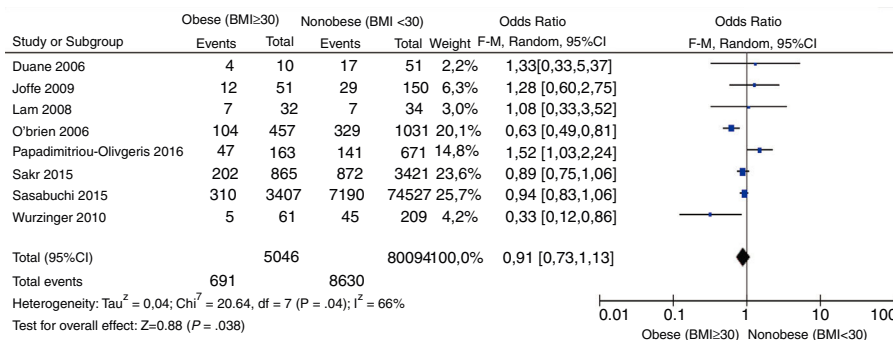 Obese (BMI≥30) Nonobese (BMI <30) Odds Ratio Odds Ratio
Study or Subgroup Events Total Events Total Weight F-M, Random, 95%CI F-M, Random, 95%CI
Duane 2006 4 10 17 51 2,2% 1,33[0,33,5,37]
Joffe 2009 12 51 29 150 6,3% 1,28 [0,60,2,75]
Lam 2008 7 32 7 34 3,0% 1,08 [0,33,3,52]
O'brien 2006 104 457 329 1031 20,1% 0,63 [0,49,0,81]
Papadimitriou-Olivgeris 2016 47 163 141 671 14,8% 1,52 [1,03,2,24]
Sakr 2015 202 865 872 3421 23,6% 0,89 [0,75,1,06]
Sasabuchi 2015 310 3407 7190 74527 25,7% 0,94 [0,83,1,06]
Wurzinger 2010 5 61 45 209 4,2% 0,33 [0,12,0,86]
Total (95%CI) 5046 80094 100,0% 0,91 [0,73,1,13]
Total events 691 8630
Heterogeneity: Tau^z = 0,04; Chi^7 = 20.64, df = 7 (P = .04); I^z = 66%
Test for overall effect: Z=0.88 (P = .038)
0.01 0.1 1 10 100
Obese (BMI≥30) Nonobese (BMI<30)